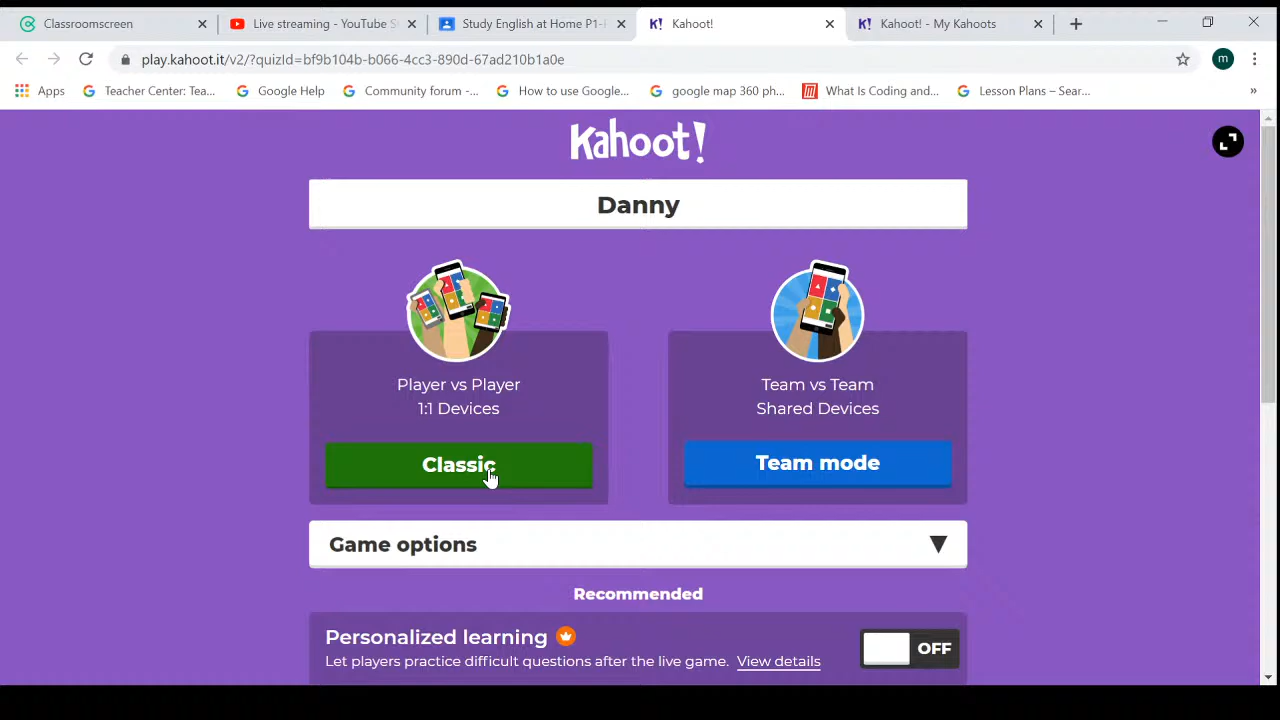 Classroomscreen
Live streaming - YouTube S
Study English at Home P1-
Kahoot!
Kahoot! - My Kahoots
play.kahoot.it/v2/?quizId=bf9b104b-b066-4cc3-890d-67ad210b1a0e
m
Apps
Teacher Center: Tea...
Google Help
Community forum -...
How to use Google...
google map 360 ph...
What Is Coding and...
Lesson Plans – Sear...
»
Kahoot!
Danny
Player vs Player
1:1 Devices
Classic
Team vs Team
Shared Devices
Team mode
Game options
Recommended
Personalized learning
Let players practice difficult questions after the live game. View details
OFF